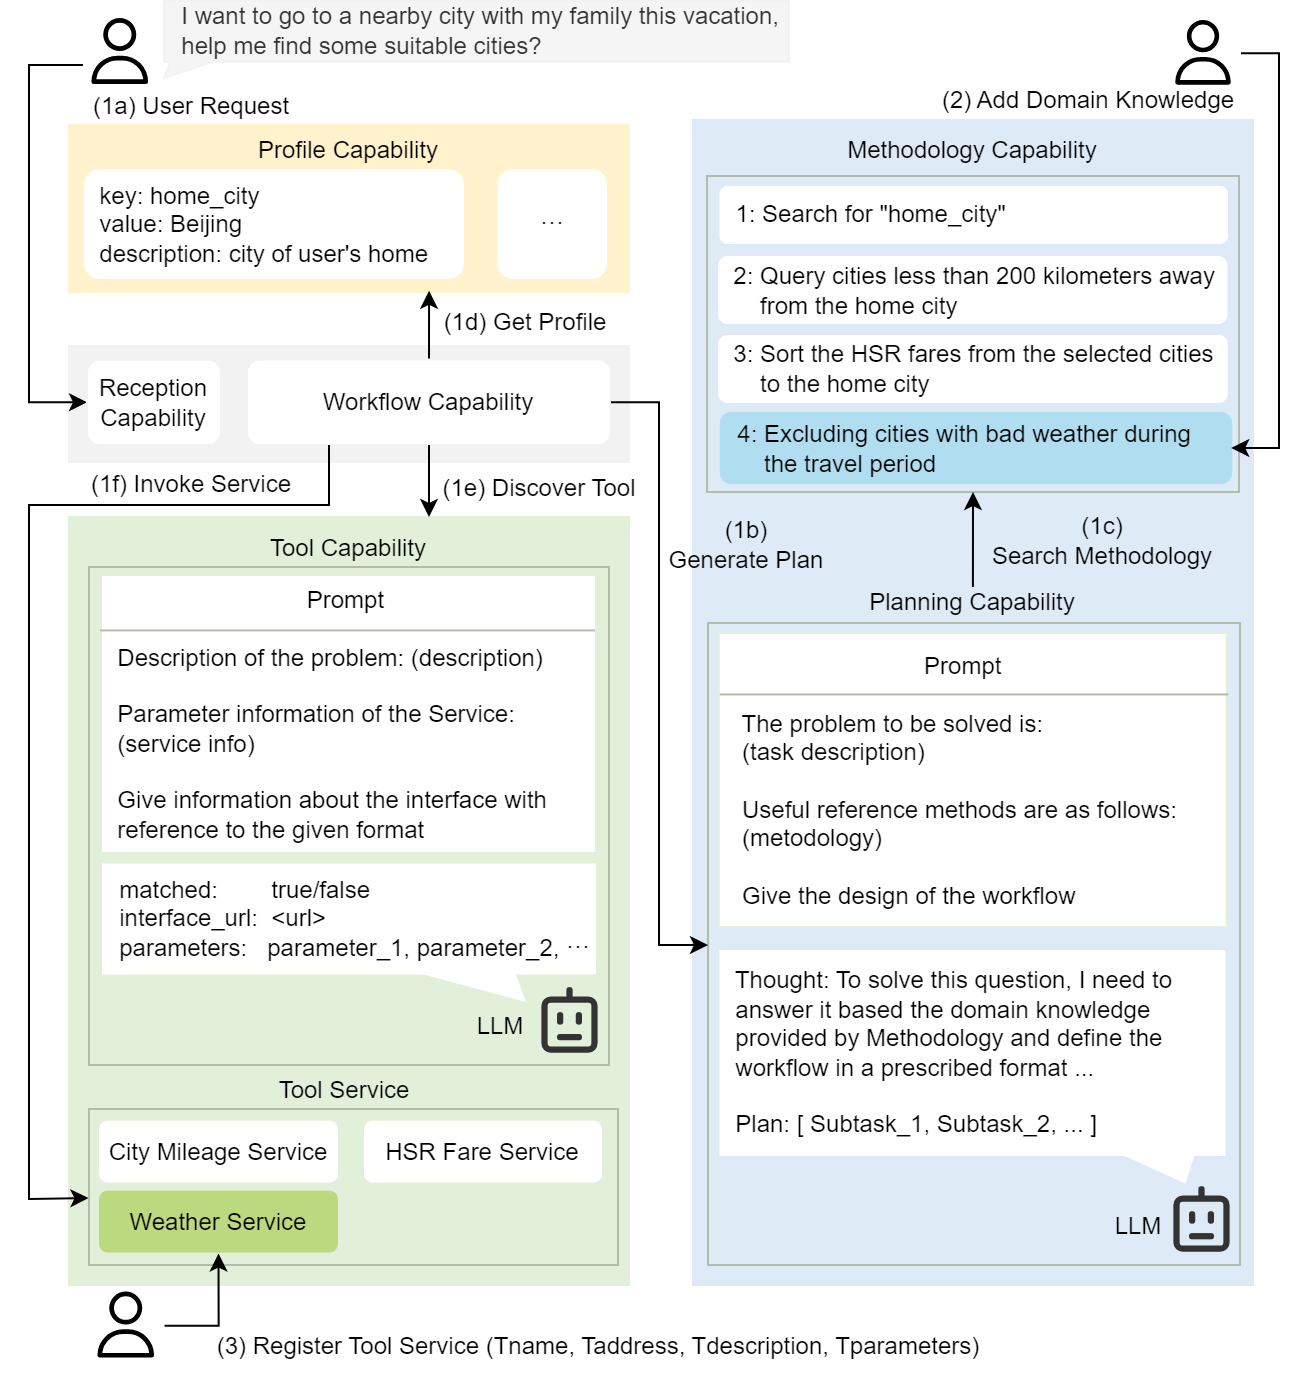 I want to go to a nearby city with my family this vacation,
help me find some suitable cities?
(1a) User Request
Profile Capability
key: home_city
value: Beijing
description: city of user's home
...
(1d) Get Profile
Reception
Capability
Workflow Capability
(1f) Invoke Service
(1e) Discover Tool
Tool Capability
Prompt
Description of the problem: (description)
Parameter information of the Service:
(service info)
Give information about the interface with
reference to the given format
matched: true/false
interface_url: <url>
parameters: parameter_1, parameter_2, ···
LLM
Tool Service
City Mileage Service
HSR Fare Service
Weather Service
(3) Register Tool Service (Tname, Taddress, Tdescription, Tparameters)
(2) Add Domain Knowledge
Methodology Capability
1: Search for "home_city"
2: Query cities less than 200 kilometers away
from the home city
3: Sort the HSR fares from the selected cities
to the home city
4: Excluding cities with bad weather during
the travel period
(1b)
Generate Plan
(1c)
Search Methodology
Planning Capability
Prompt
The problem to be solved is:
(task description)
Useful reference methods are as follows:
(metodology)
Give the design of the workflow
Thought: To solve this question, I need to
answer it based the domain knowledge
provided by Methodology and define the
workflow in a prescribed format ...
Plan: [ Subtask_1, Subtask_2, ... ]
LLM